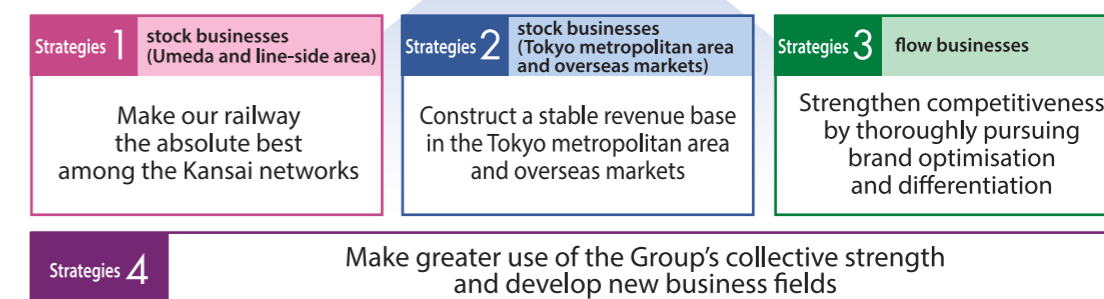 Strategies 1
stock businesses
(Umeda and line-side area)
Make our railway
the absolute best
among the Kansai networks
Strategies 2
stock businesses
(Tokyo metropolitan area
and overseas markets)
Construct a stable revenue base
in the Tokyo metropolitan area
and overseas markets
Strategies 3
flow businesses
Strengthen competitiveness
by thoroughly pursuing
brand optimisation
and differentiation
Strategies 4
Make greater use of the Group's collective strength
and develop new business fields